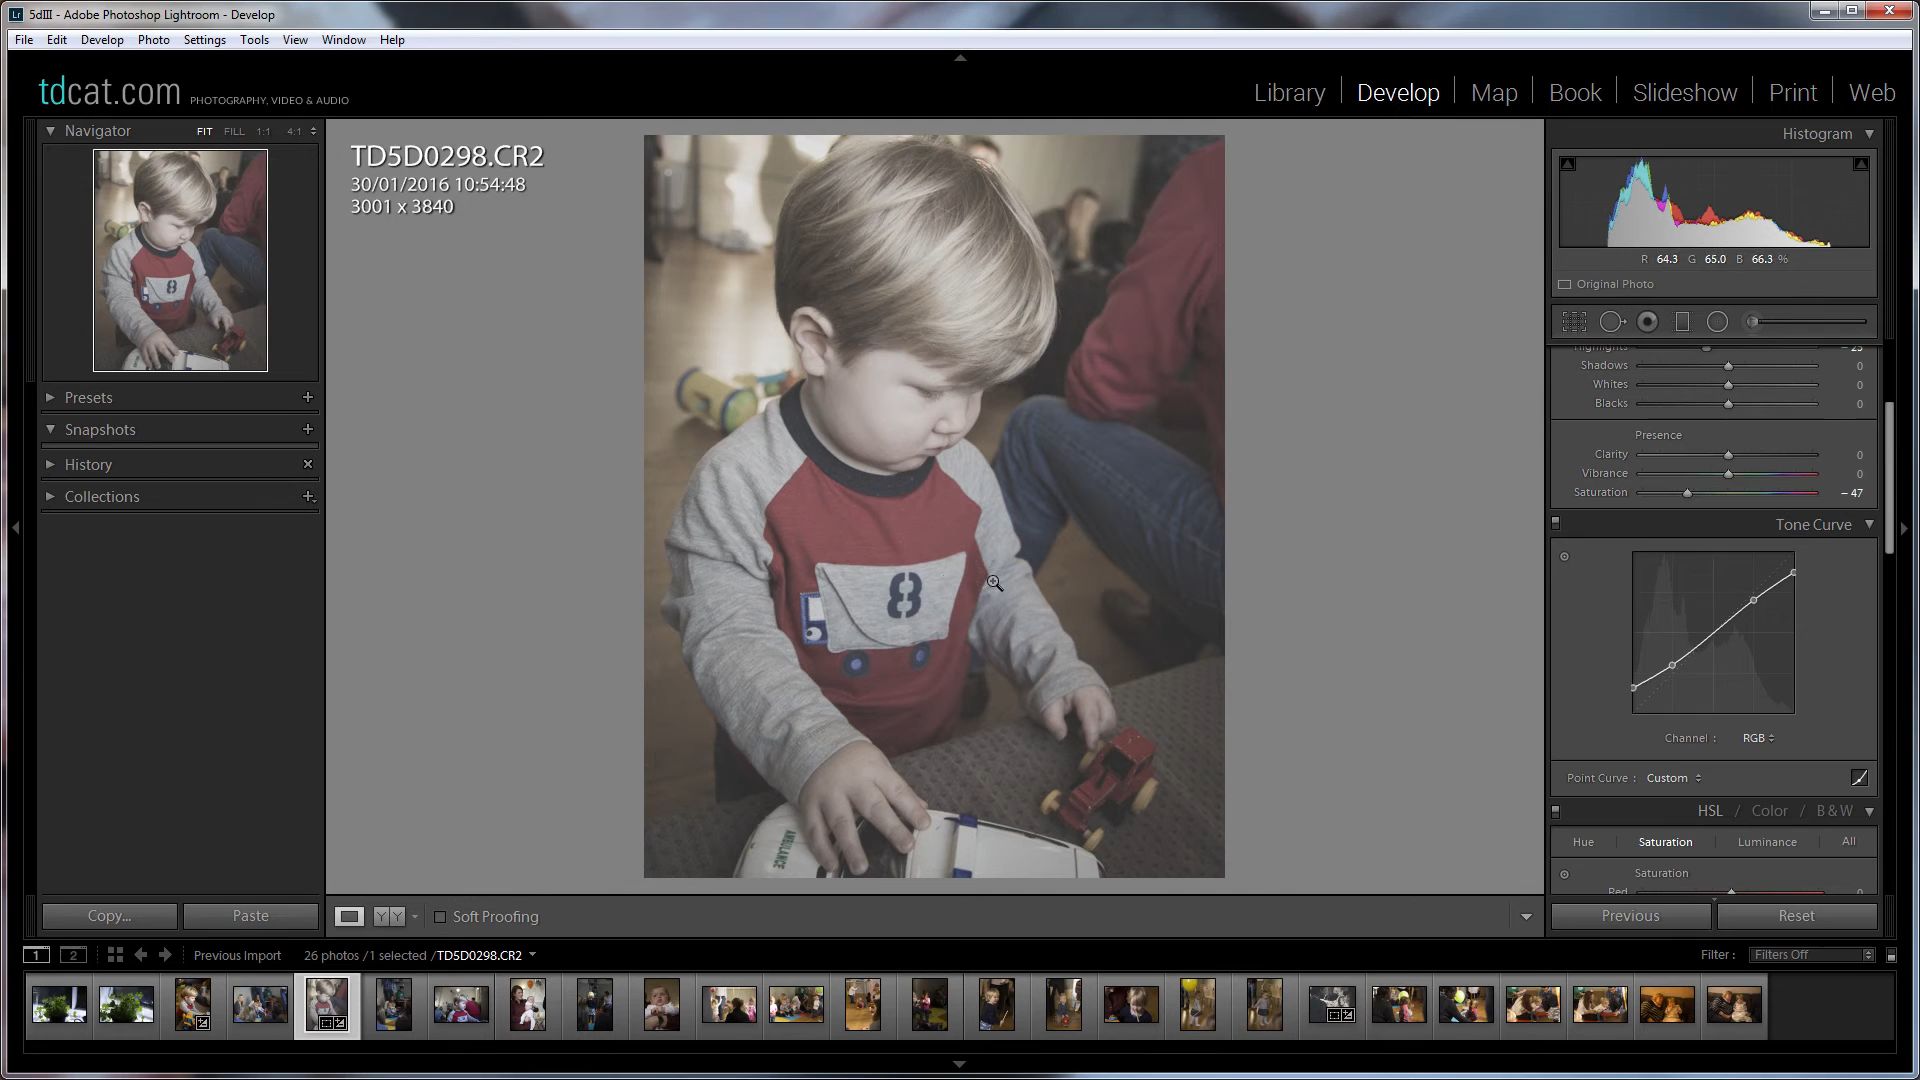 5dIII - Adobe Photoshop Lightroom - Develop
File Edit Develop Photo Settings Tools View Window Help
tdcat.com PHOTOGRAPHY, VIDEO & AUDIO
Library Develop Map Book Slideshow Print Web
Navigator FIT FILL 1:1 4:1
Presets
Snapshots
History
Collections
Copy... Paste
TD5D0298.CR2
30/01/2016 10:54:48
3001 x 3840
8
AMBULANCE
Soft Proofing
Histogram
R 64.3 G 65.0 B 66.3 %
Original Photo
Highlights - 25
Shadows 0
Whites 0
Blacks 0
Presence
Clarity 0
Vibrance 0
Saturation - 47
Tone Curve
Channel : RGB
Point Curve : Custom
HSL / Color / B & W
Hue Saturation Luminance All
Saturation
Red 0
Previous Reset
1 2 Previous Import 26 photos / 1 selected / TD5D0298.CR2 Filter : Filters Off